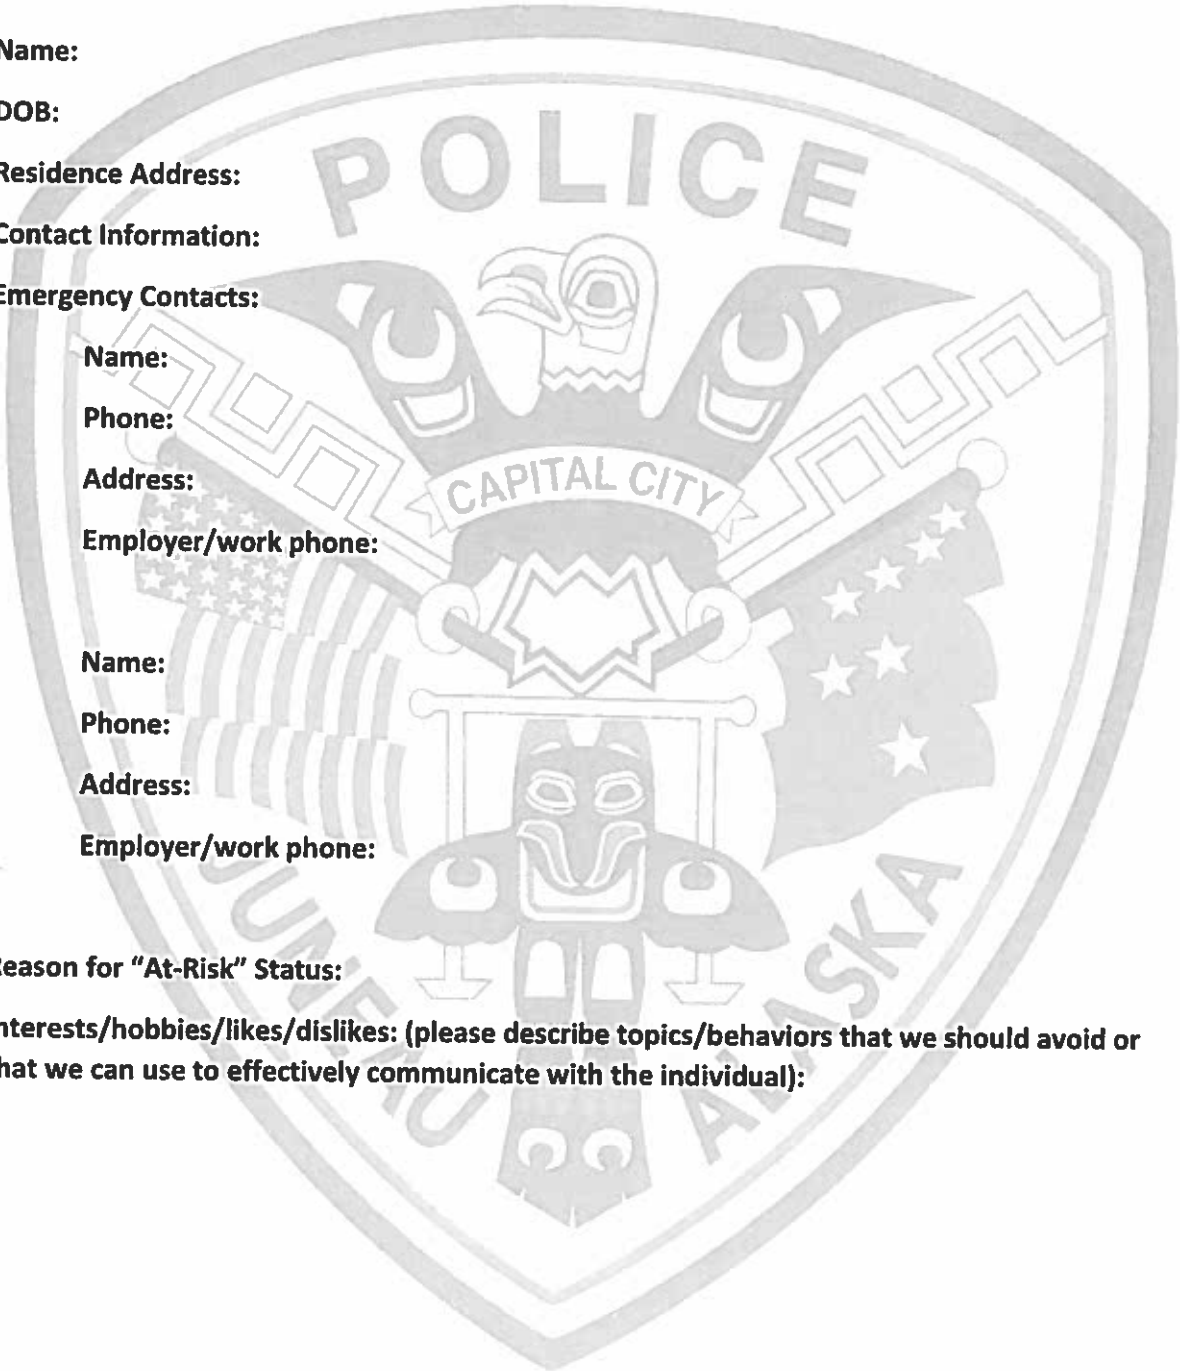 Name:
DOB:
Residence Address:
Contact Information:
Emergency Contacts:
Name:
Phone:
Address:
Employer/work phone:
Name:
Phone:
Address:
Employer/work phone:
Reason for “At-Risk” Status:
nterests/hobbies/likes/dislikes: (please describe topics/behaviors that we should avoid or
that we can use to effectively communicate with the individual):
POLICE
CAPITAL CITY
JUNEAU ALASKA